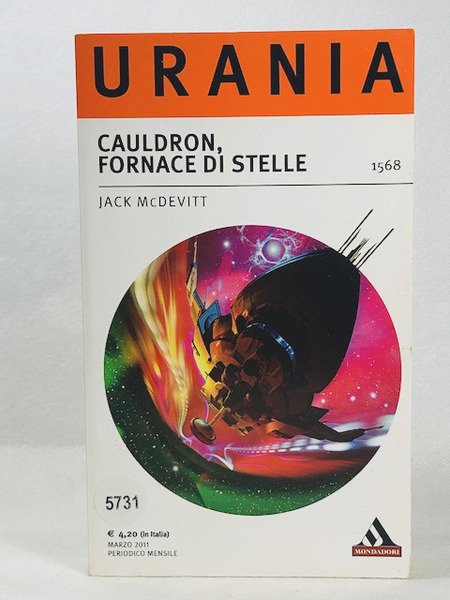 URANIA
CAULDRON,
FORNACE DI STELLE
1568
JACK McDEVITT
5731
€ 4,20 (in Italia)
MARZO 2011
PERIODICO MENSILE
MONDADORI